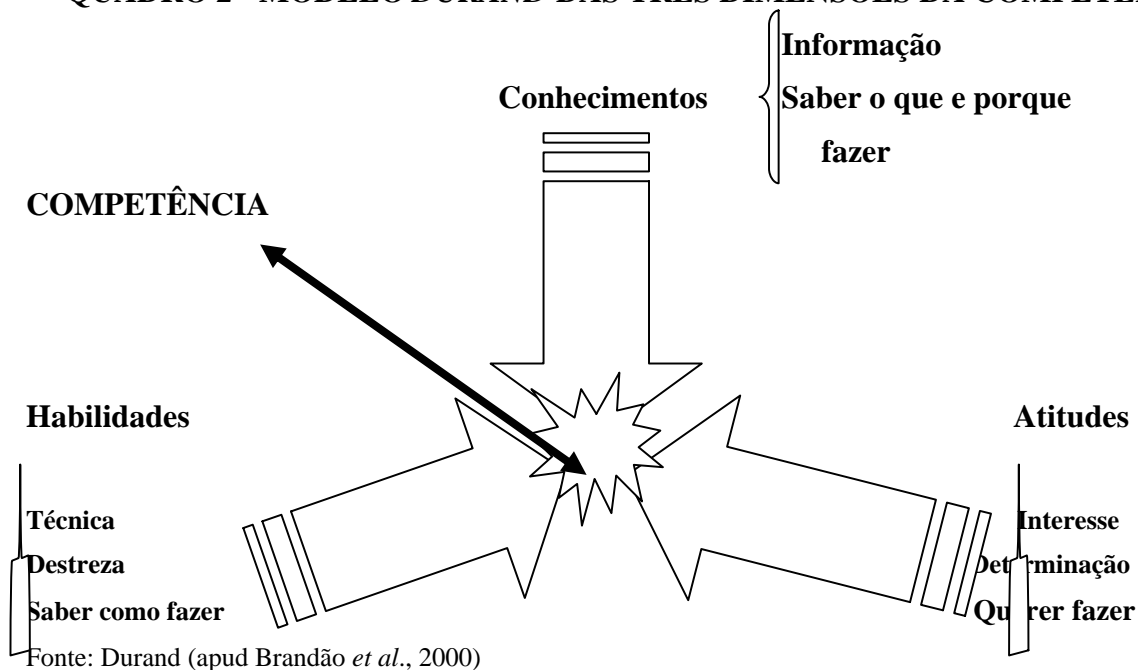 QUADRO 2 - MODELO DURAND DAS TRÊS DIMENSÕES DA
Informação
Conhecimentos
Saber o que e porque
fazer
COMPETÊNCIA
Habilidades
Atitudes
Técnica
Interesse
Destreza
Determinação
Saber como fazer
Querer fazer
Fonte: Durand (apud Brandão et al., 2000)